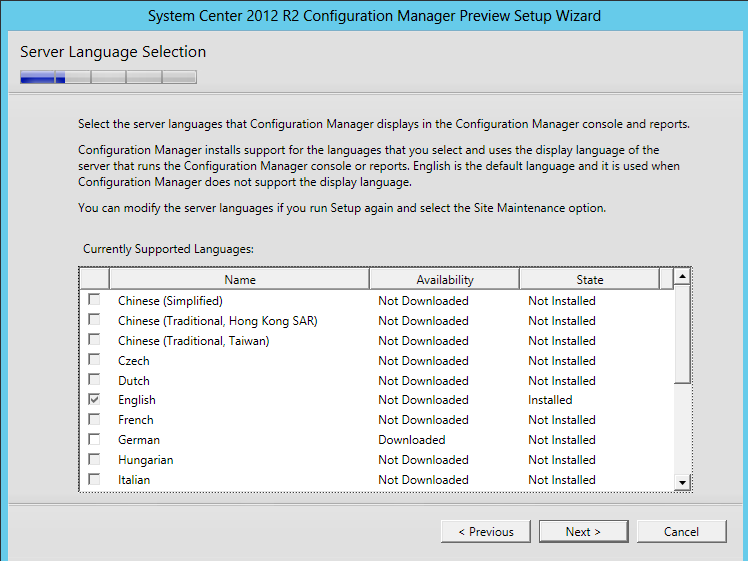 System Center 2012 R2 Configuration Manager Preview Setup Wizard
Server Language Selection
Select the server languages that Configuration Manager displays in the Configuration Manager console and reports.
Configuration Manager installs support for the languages that you select and uses the display language of the
server that runs the Configuration Manager console or reports. English is the default language and it is used when
Configuration Manager does not support the display language.
You can modify the server languages if you run Setup again and select the Site Maintenance option.
Currently Supported Languages:
Name Availability State
Chinese (Simplified) Not Downloaded Not Installed
Chinese (Traditional, Hong Kong SAR) Not Downloaded Not Installed
Chinese (Traditional, Taiwan) Not Downloaded Not Installed
Czech Not Downloaded Not Installed
Dutch Not Downloaded Not Installed
English Not Downloaded Installed
French Not Downloaded Not Installed
German Downloaded Not Installed
Hungarian Not Downloaded Not Installed
Italian Not Downloaded Not Installed
< Previous Next > Cancel